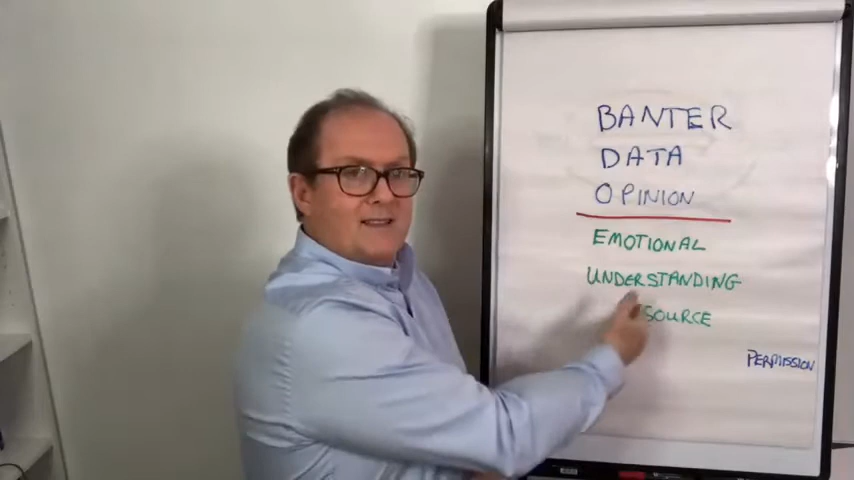 BANTER
DATA
OPINION
EMOTIONAL
UNDERSTANDING
SOURCE
PERMISSION